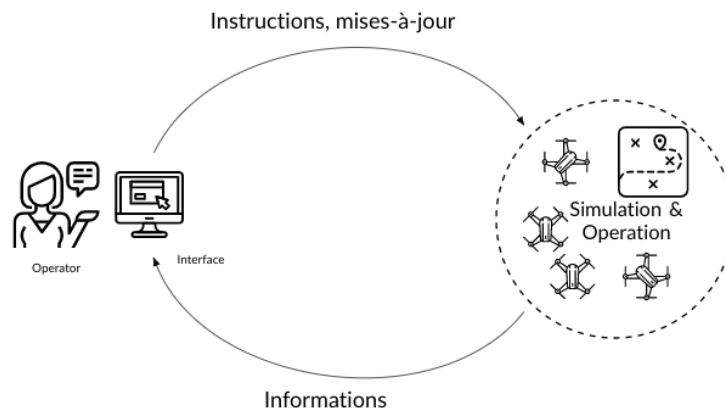 Instructions, mises-à-jour
Simulation &
Operation
Operator
Interface
Informations